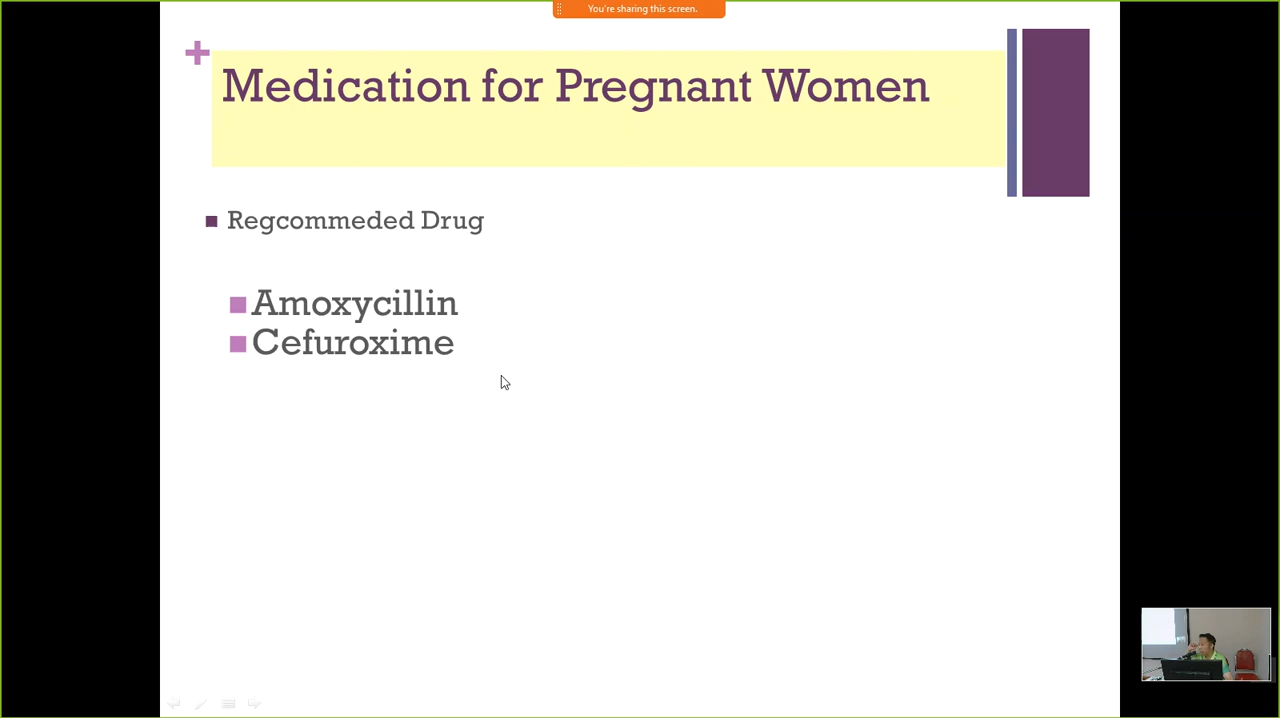 You're sharing this screen.
+
Medication for Pregnant Women
Regcommeded Drug
Amoxycillin
Cefuroxime